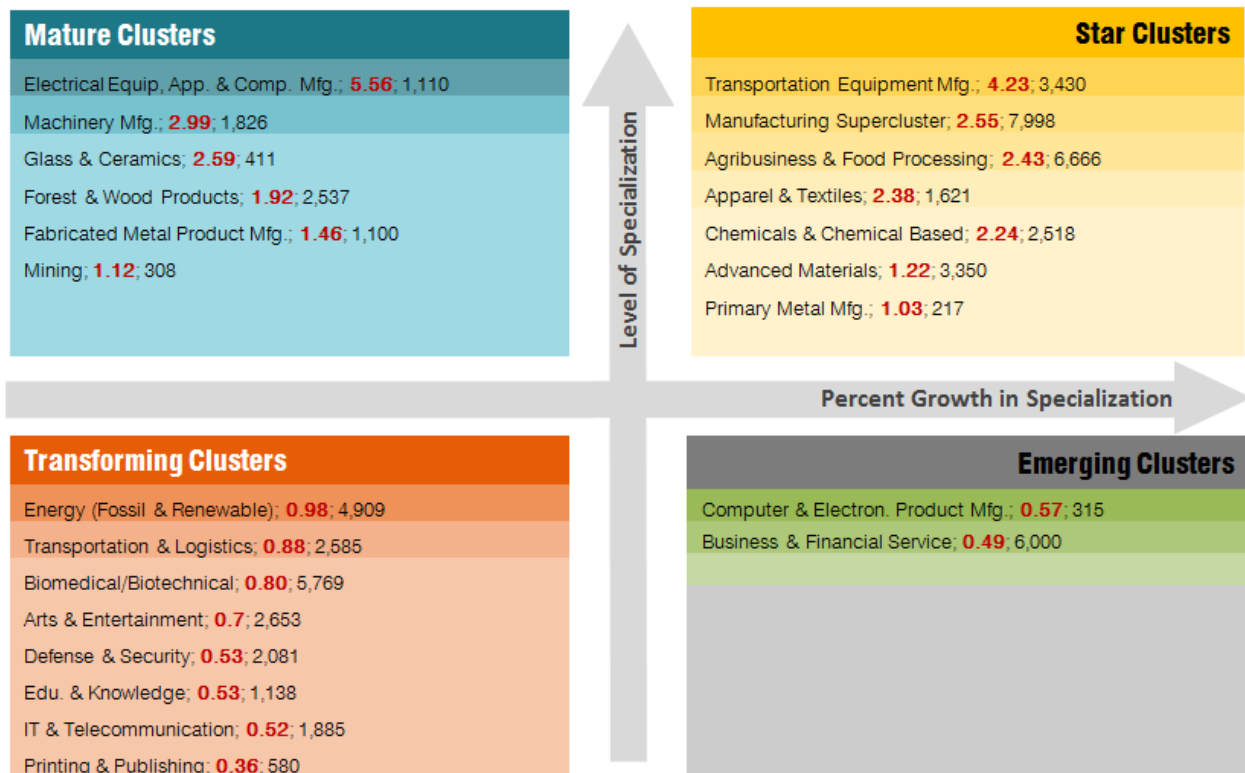 Mature Clusters
Electrical Equip, App. & Comp. Mfg.; 5.56; 1,110
Machinery Mfg.; 2.99; 1,826
Glass & Ceramics; 2.59; 411
Forest & Wood Products; 1.92; 2,537
Fabricated Metal Product Mfg.; 1.46; 1,100
Mining; 1.12; 308
Level of Specialization
Star Clusters
Transportation Equipment Mfg.; 4.23; 3,430
Manufacturing Supercluster; 2.55; 7,998
Agribusiness & Food Processing; 2.43; 6,666
Apparel & Textiles; 2.38; 1,621
Chemicals & Chemical Based; 2.24; 2,518
Advanced Materials; 1.22; 3,350
Primary Metal Mfg.; 1.03; 217
Percent Growth in Specialization
Transforming Clusters
Energy (Fossil & Renewable); 0.98; 4,909
Transportation & Logistics; 0.88; 2,585
Biomedical/Biotechnical; 0.80; 5,769
Arts & Entertainment; 0.7; 2,653
Defense & Security; 0.53; 2,081
Edu. & Knowledge; 0.53; 1,138
IT & Telecommunication; 0.52; 1,885
Printing & Publishing; 0.36; 580
Emerging Clusters
Computer & Electron. Product Mfg.; 0.57; 315
Business & Financial Service; 0.49; 6,000